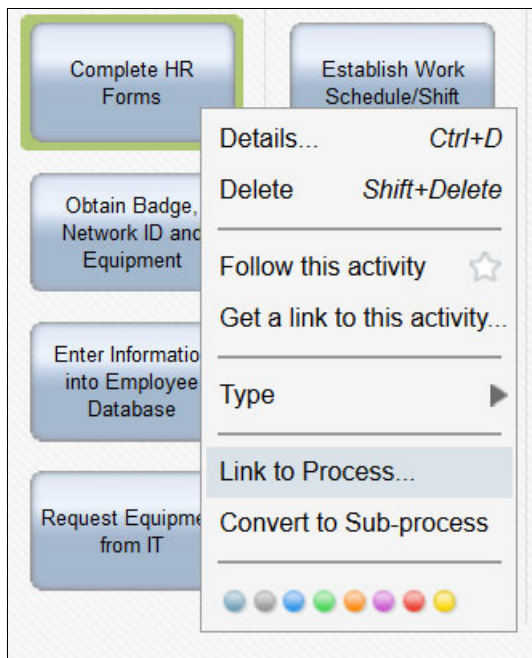 Complete HR
Forms
Establish Work
Schedule/Shift
Obtain Badge,
Network ID and
Equipment
Enter Informatio
into Employee
Database
Request Equipme
from IT
Details... Ctrl+D
Delete Shift+Delete
Follow this activity
Get a link to this activity...
Type
Link to Process...
Convert to Sub-process